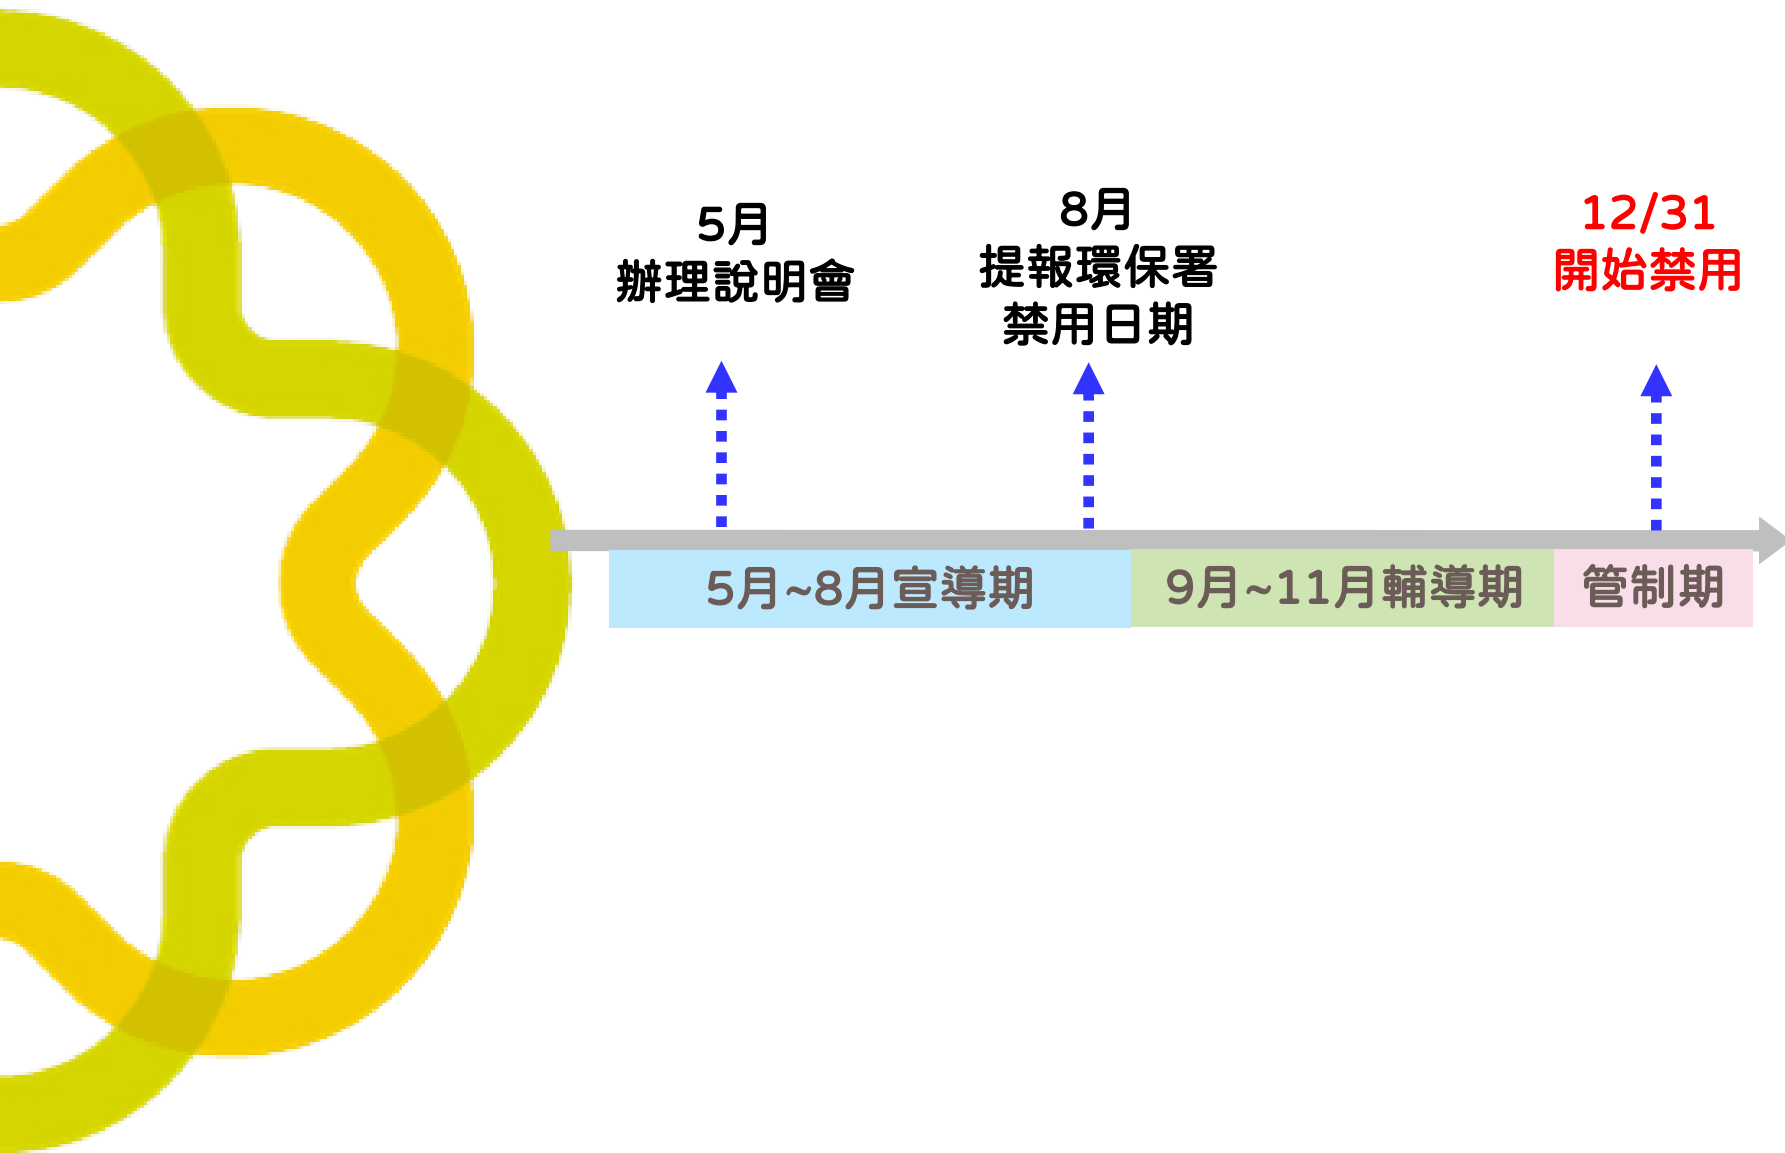 5月
辦理說明會
8月
提報環保署
禁用日期
12/31
開始禁用
5月~8月宣導期
9月~11月輔導期
管制期